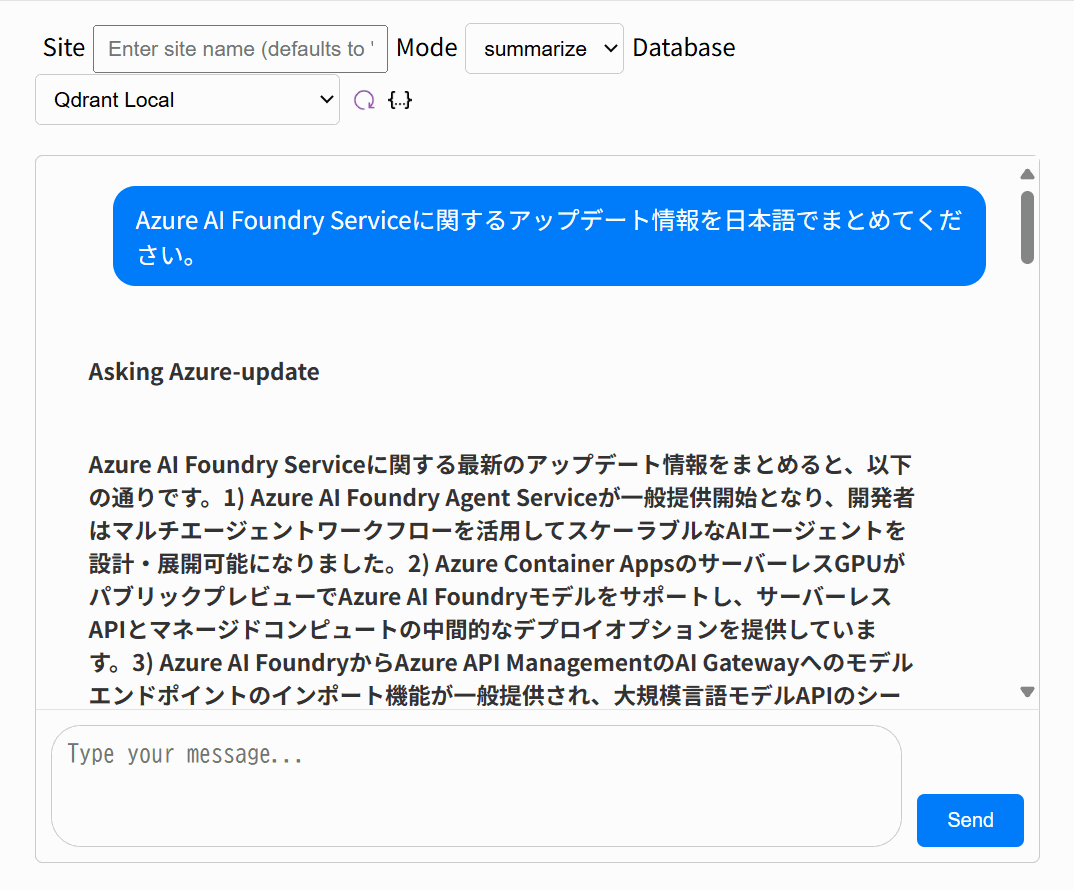 Site Enter site name (defaults to ' Mode summarize Database
Qdrant Local {...}
Azure AI Foundry Serviceに関するアップデート情報を日本語でまとめてくだ
さい。
Asking Azure-update
Azure AI Foundry Serviceに関する最新のアップデート情報をまとめると、以下
の通りです。1) Azure AI Foundry Agent Serviceが一般提供開始となり、開発者
はマルチエージェントワークフローを活用してスケーラブルなAIエージェントを
設計・展開可能になりました。2) Azure Container AppsのサーバーレスGPUが
パブリックプレビューでAzure AI Foundryモデルをサポートし、サーバーレス
APIとマネージドコンピュートの中間的なデプロイオプションを提供していま
す。3) Azure AI FoundryからAzure API ManagementのAI Gatewayへのモデル
エンドポイントのインポート機能が一般提供され、大規模言語モデルAPIのシー
Type your message...
Send